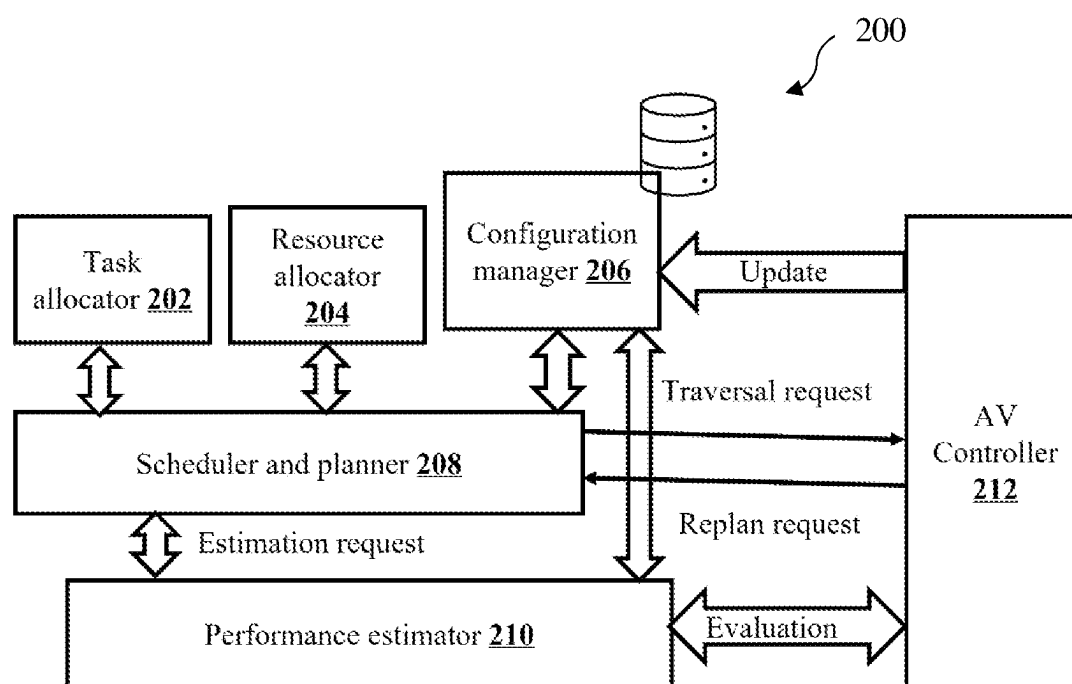 200
Task
allocator 202
Resource
allocator
204
Configuration
manager 206
Update
Traversal request
AV
Controller
212
Scheduler and planner 208
Replan request
Estimation request
Performance estimator 210
Evaluation